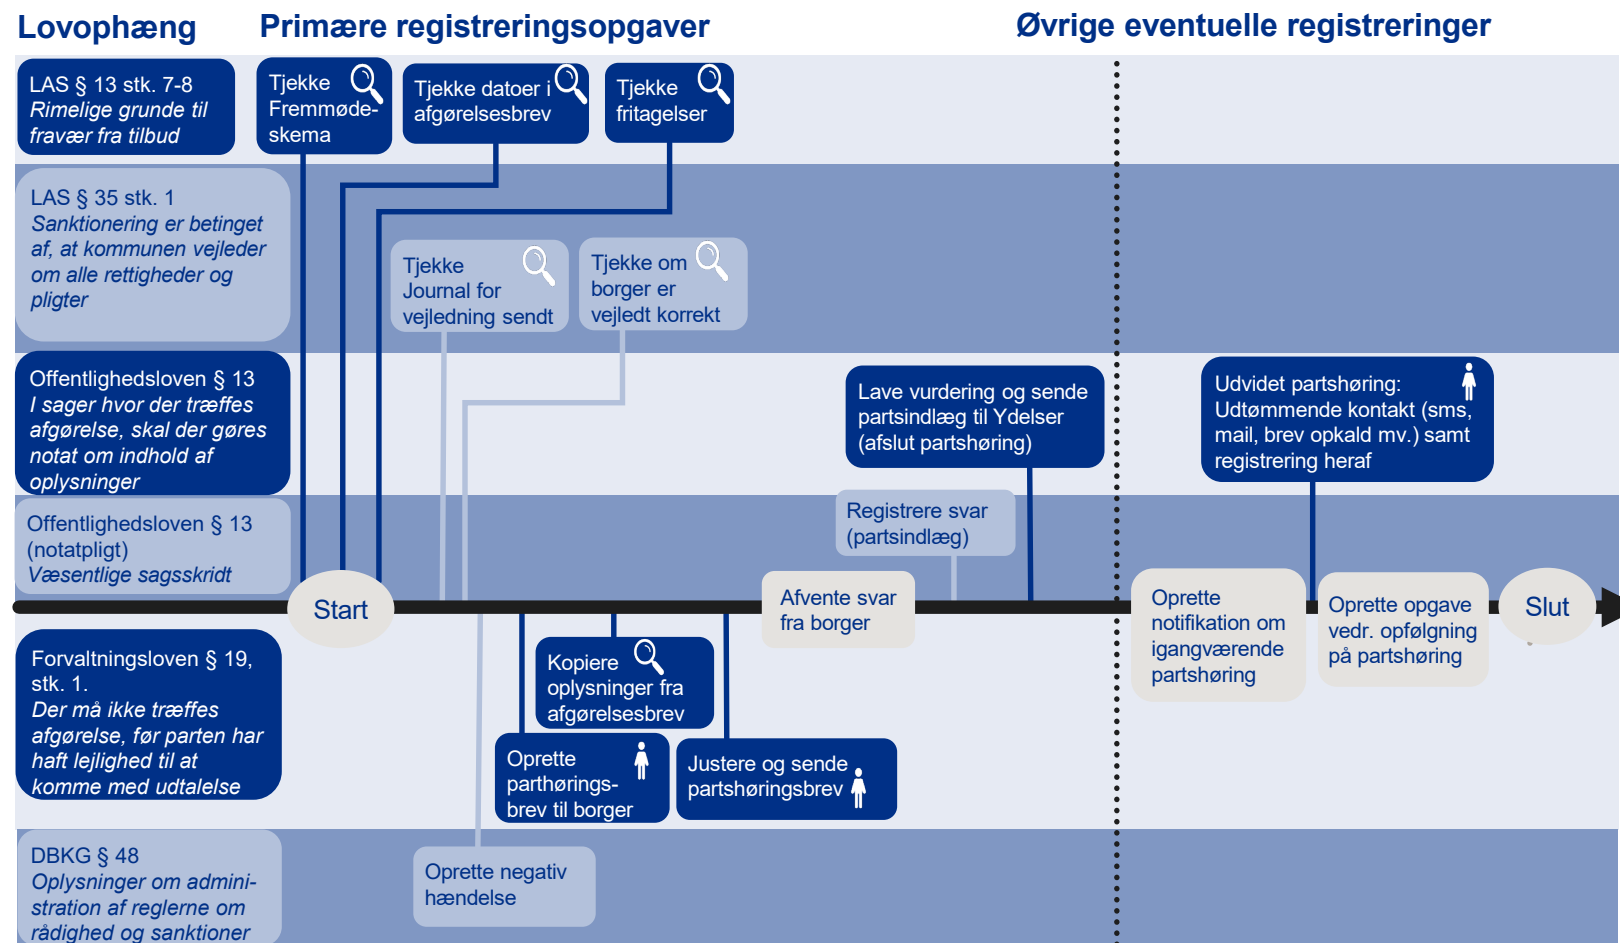 Lovophæng
Primære registreringsopgaver
Øvrige eventuelle registreringer
LAS § 13 stk. 7-8
Rimelige grunde til
fravær fra tilbud
Tjekke
Fremmøde-
skema
Tjekke datoer i
afgørelsesbrev
Tjekke
fritagelser
LAS § 35 stk. 1
Sanktionering er betinget
af, at kommunen vejleder
om alle rettigheder og
pligter
Tjekke
Journal for
vejledning sendt
Tjekke om
borger er
vejledt korrekt
Offentlighedsloven § 13
I sager hvor der træffes
afgørelse, skal der gøres
notat om indhold af
oplysninger
Lave vurdering og sende
partsindlæg til Ydelser
(afslut partshøring)
Udvidet partshøring:
Udtømmende kontakt (sms,
mail, brev opkald mv.) samt
registrering heraf
Offentlighedsloven § 13
(notatpligt)
Væsentlige sagsskridt
Registrere svar
(partsindlæg)
Start
Afvente svar
fra borger
Oprette
notifikation om
igangværende
partshøring
Oprette opgave
vedr. opfølgning
på partshøring
Slut
Forvaltningsloven § 19,
stk. 1.
Der må ikke træffes
afgørelse, før parten har
haft lejlighed til at
komme med udtalelse
Kopiere
oplysninger fra
afgørelsesbrev
Oprette
parthørings-
brev til borger
Justere og sende
partshøringsbrev
DBKG § 48
Oplysninger om admini-
stration af reglerne om
rådighed og sanktioner
Oprette negativ
hændelse